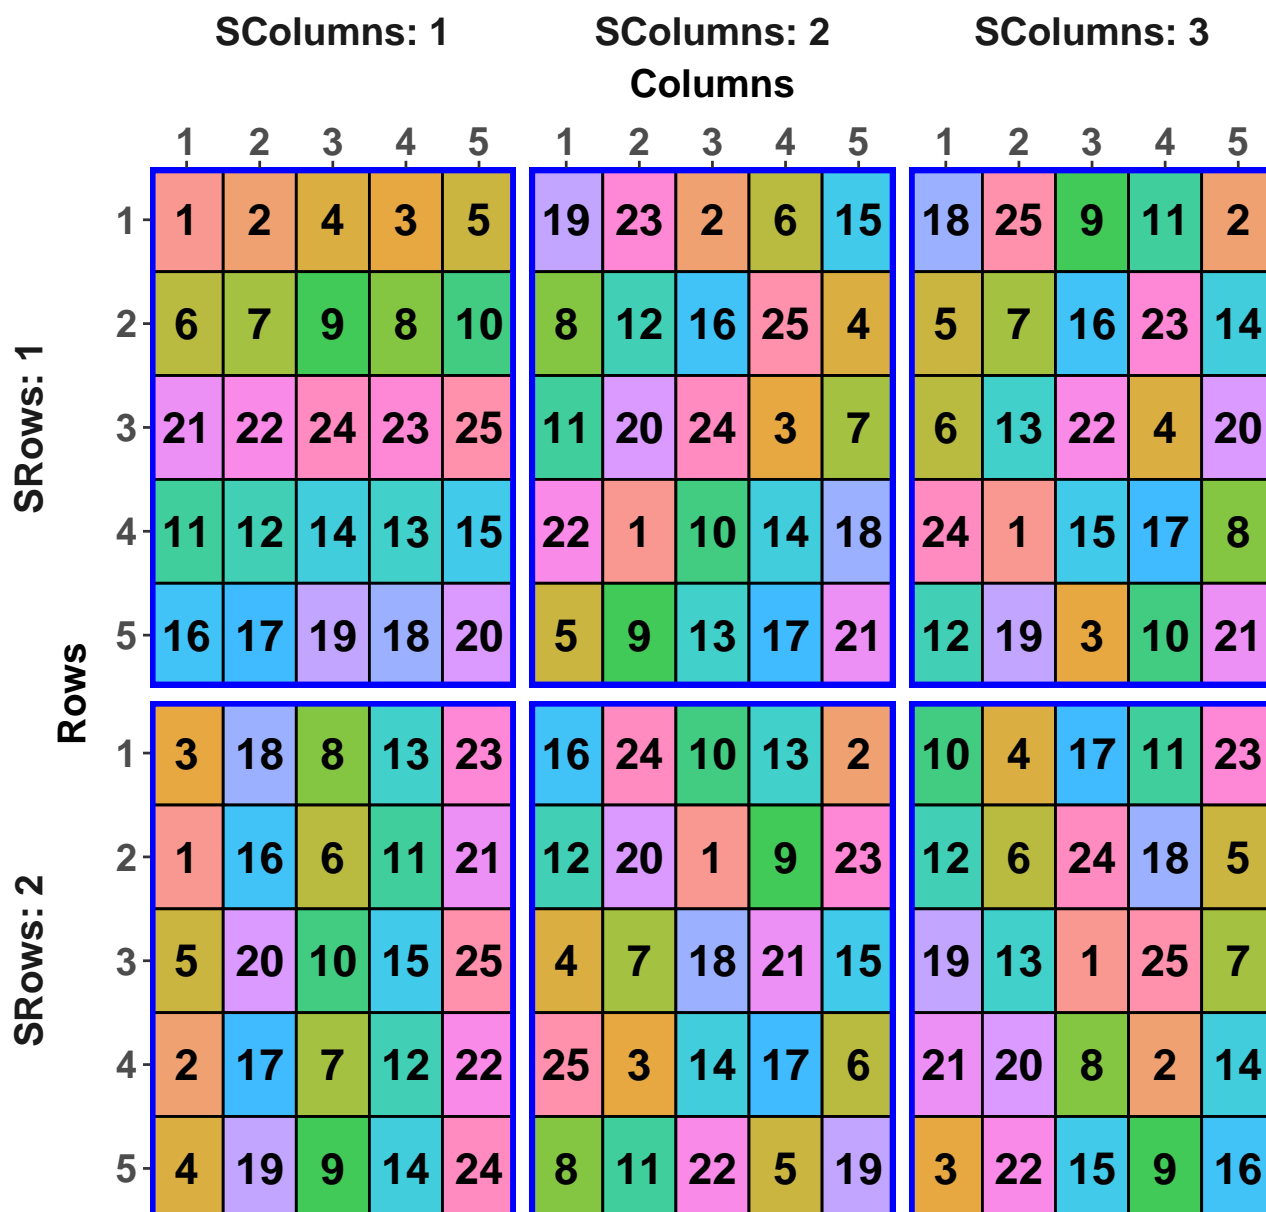 SColumns: 1 SColumns: 2 SColumns: 3
Columns
1 2 3 4 5 1 2 3 4 5 1 2 3 4 5
SRows: 1
1 1 2 4 3 5 19 23 2 6 15 18 25 9 11 2
2 6 7 9 8 10 8 12 16 25 4 5 7 16 23 14
3 21 22 24 23 25 11 20 24 3 7 6 13 22 4 20
4 11 12 14 13 15 22 1 10 14 18 24 1 15 17 8
5 16 17 19 18 20 5 9 13 17 21 12 19 3 10 21
Rows
SRows: 2
1 3 18 8 13 23 16 24 10 13 2 10 4 17 11 23
2 1 16 6 11 21 12 20 1 9 23 12 6 24 18 5
3 5 20 10 15 25 4 7 18 21 15 19 13 1 25 7
4 2 17 7 12 22 25 3 14 17 6 21 20 8 2 14
5 4 19 9 14 24 8 11 22 5 19 3 22 15 9 16